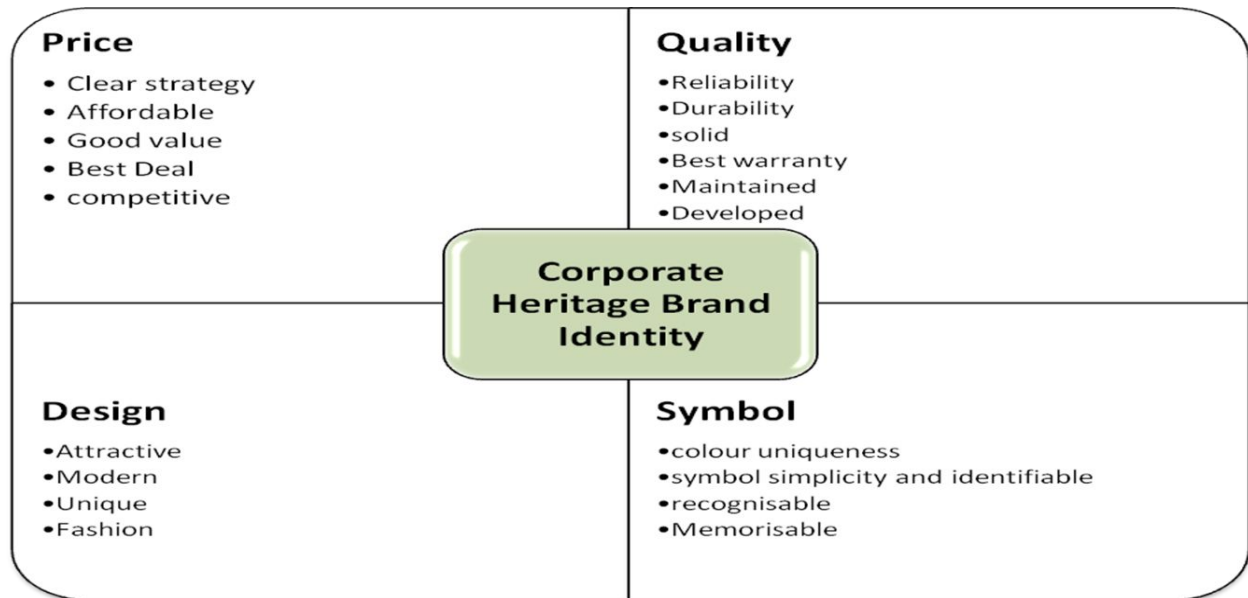 Price
• Clear strategy
• Affordable
• Good value
• Best Deal
• competitive
Quality
•Reliability
•Durability
•solid
•Best warranty
•Maintained
•Developed
Corporate
Heritage Brand
Identity
Design
•Attractive
•Modern
•Unique
•Fashion
Symbol
•colour uniqueness
•symbol simplicity and identifiable
•recognisable
•Memorisable